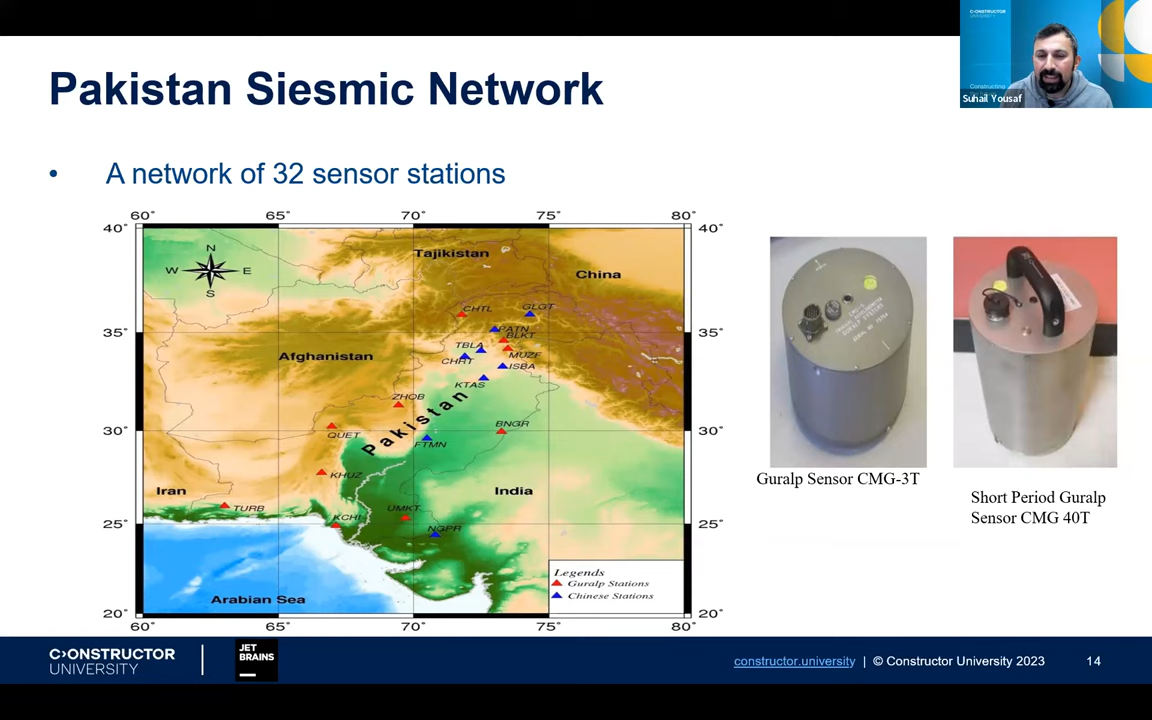 C>ONSTRUCTOR
UNIVERSITY
Constructing
Suhail Yousaf
Pakistan Siesmic Network
• A network of 32 sensor stations
60° 65° 70° 75° 80°
40° 40°
N
W E
S
Tajikistan
China
CHTL GLGT
35° PATN 35°
BLKT
TBLA MUZF
Afghanistan CHRT ISBA
KTAS
ZHOB
Pakistan
30° QUET BNGR 30°
FTMN
KHUZ
Iran India
TURB UMKT
25° KCHI NGPR 25°
Legends
Guralp Stations
Chinese Stations
Arabian Sea
20° 20°
60° 65° 70° 75° 80°
Guralp Sensor CMG-3T
Short Period Guralp
Sensor CMG 40T
C>ONSTRUCTOR
UNIVERSITY
JET
BRAINS
constructor.university | © Constructor University 2023 14